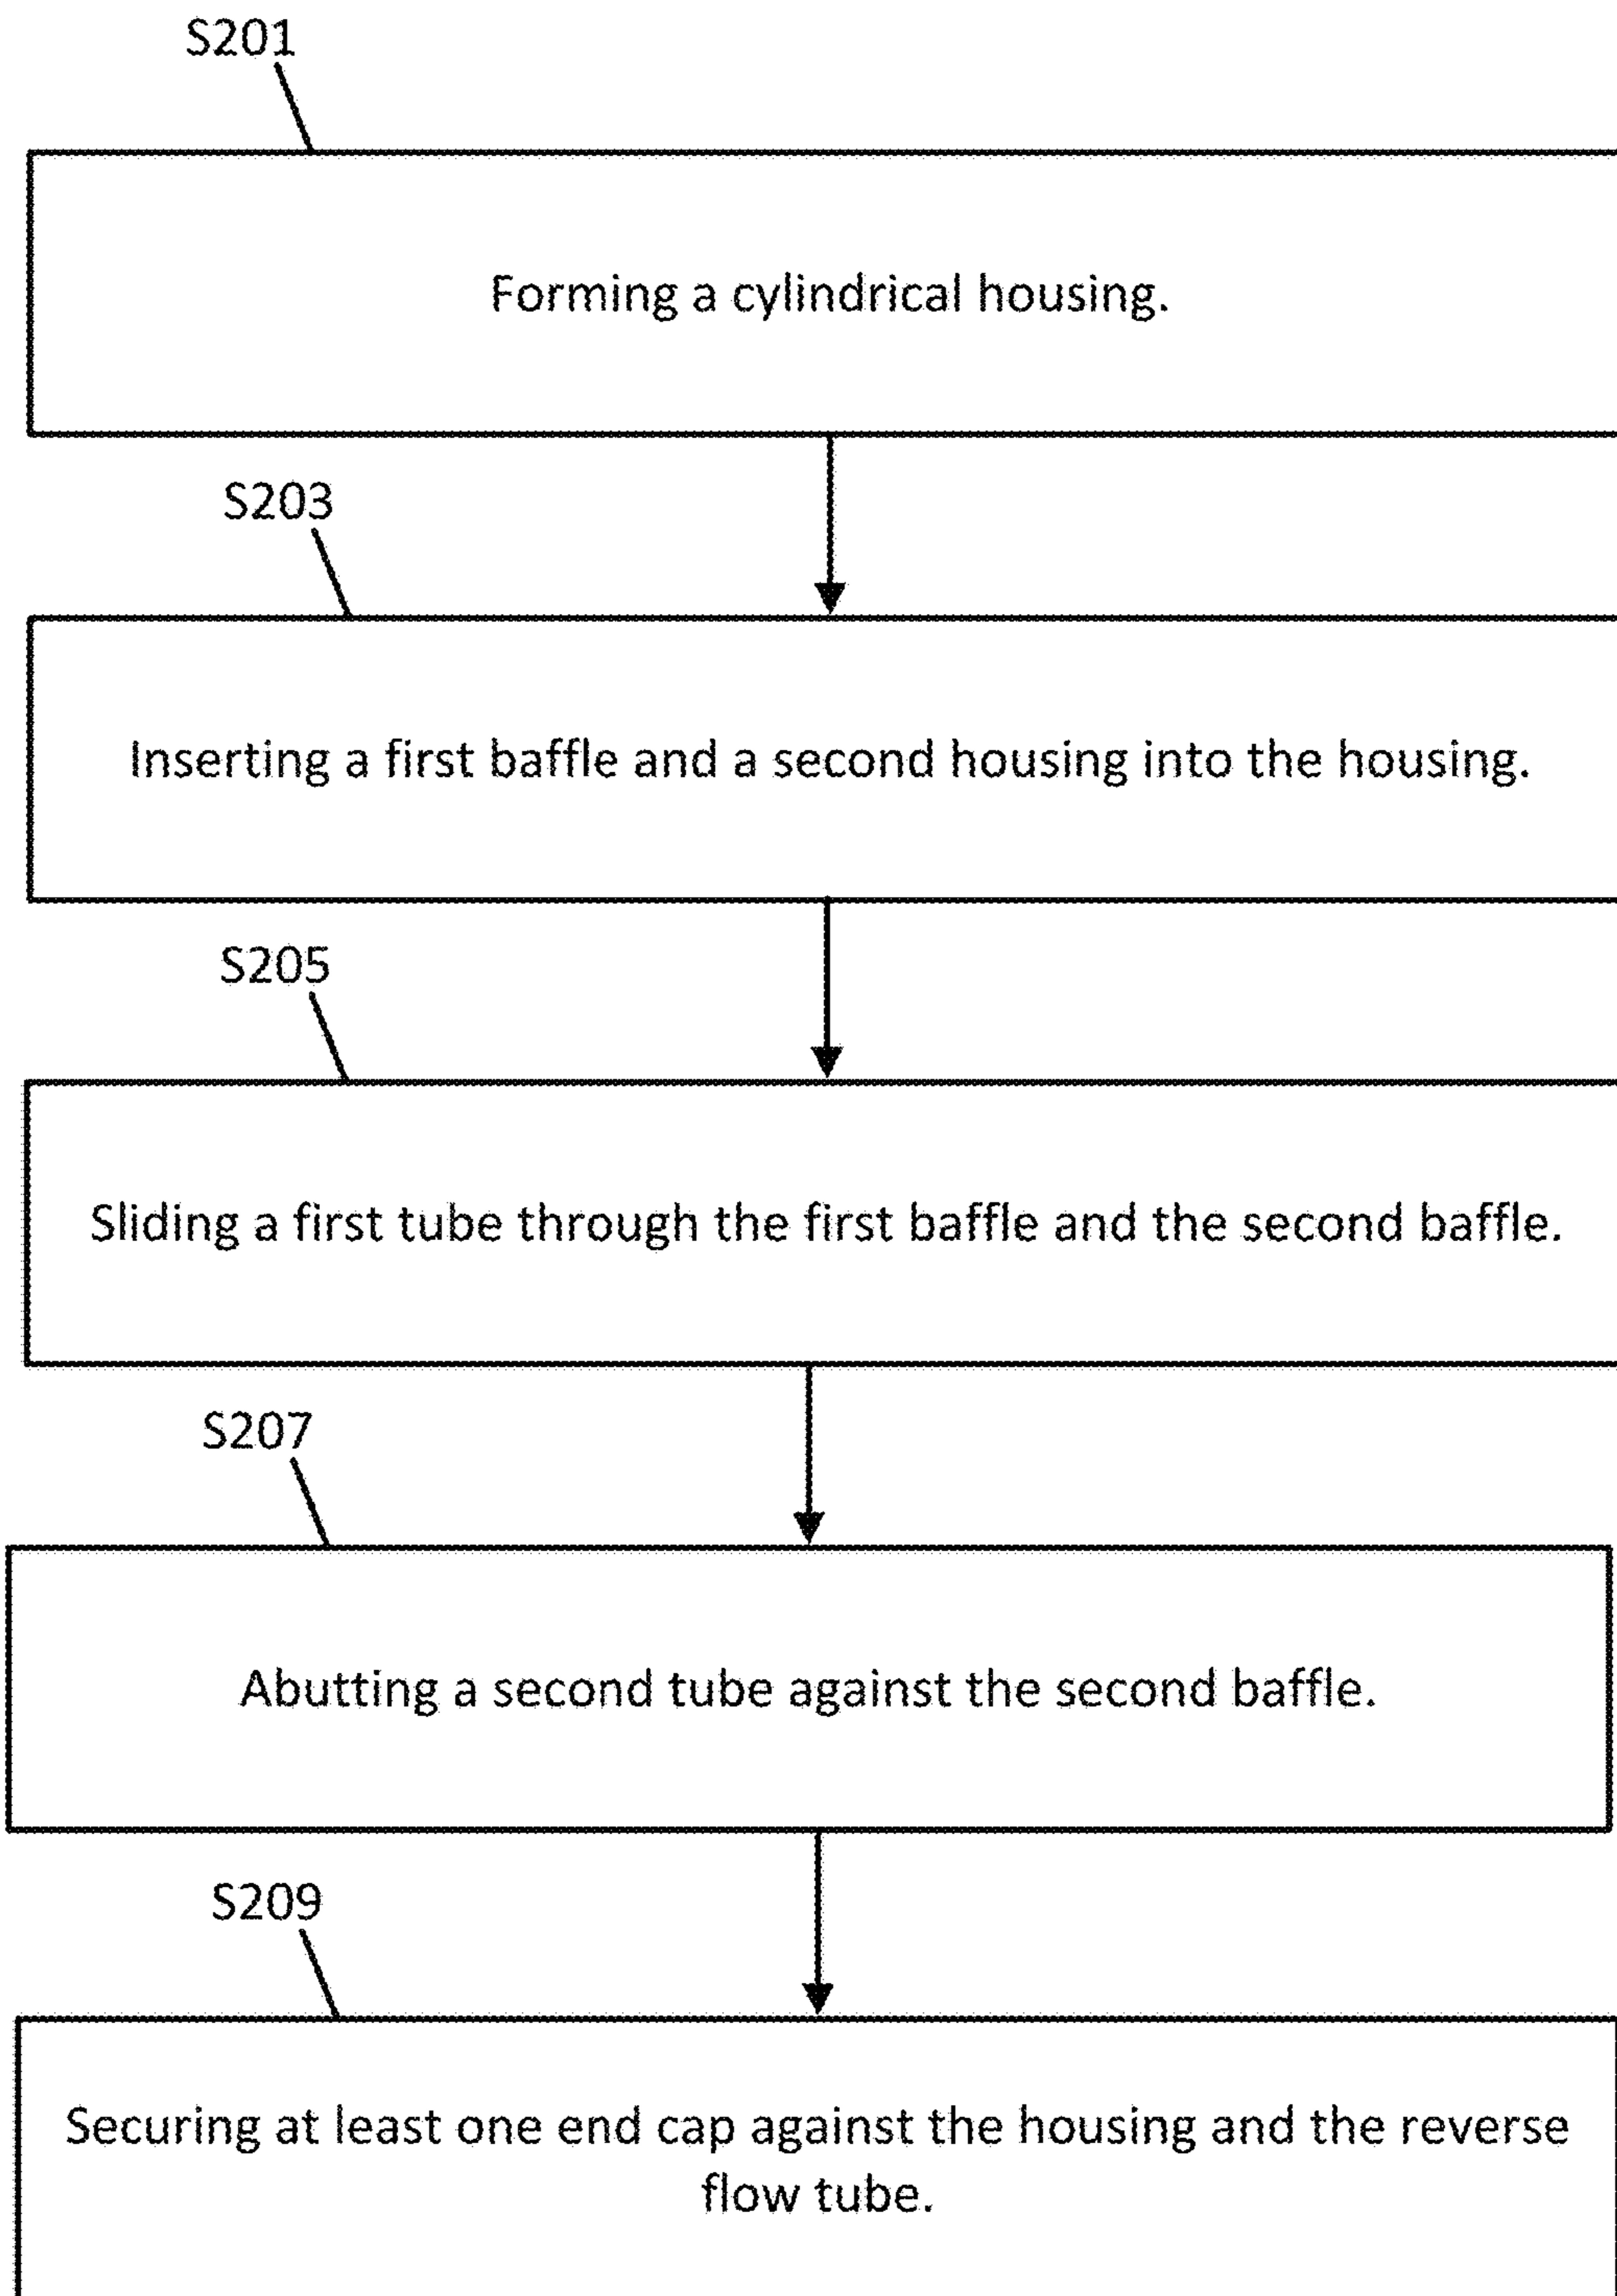 S201
Forming a cylindrical housing.
S203
Inserting a first baffle and a second housing into the housing.
S205
Sliding a first tube through the first baffle and the second baffle.
S207
Abutting a second tube against the second baffle.
S209
Securing at least one end cap against the housing and the reverse
flow tube.